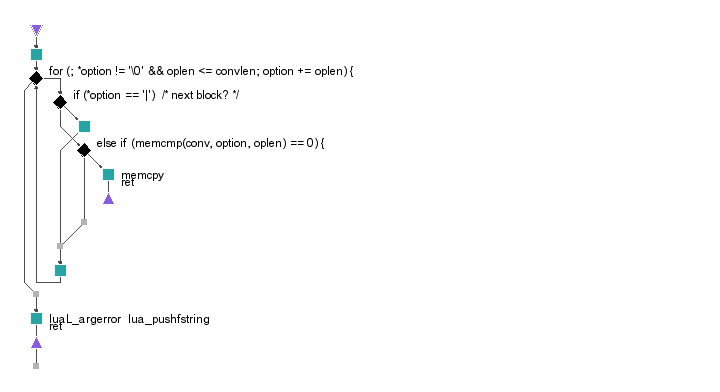 for (; *option != '\0' && oplen <= convlen; option += oplen) {
if (*option == '|')  /* next block? */
else if (memcmp(conv, option, oplen) == 0) {
memcpy
ret
luaL_argerror  lua_pushfstring
ret